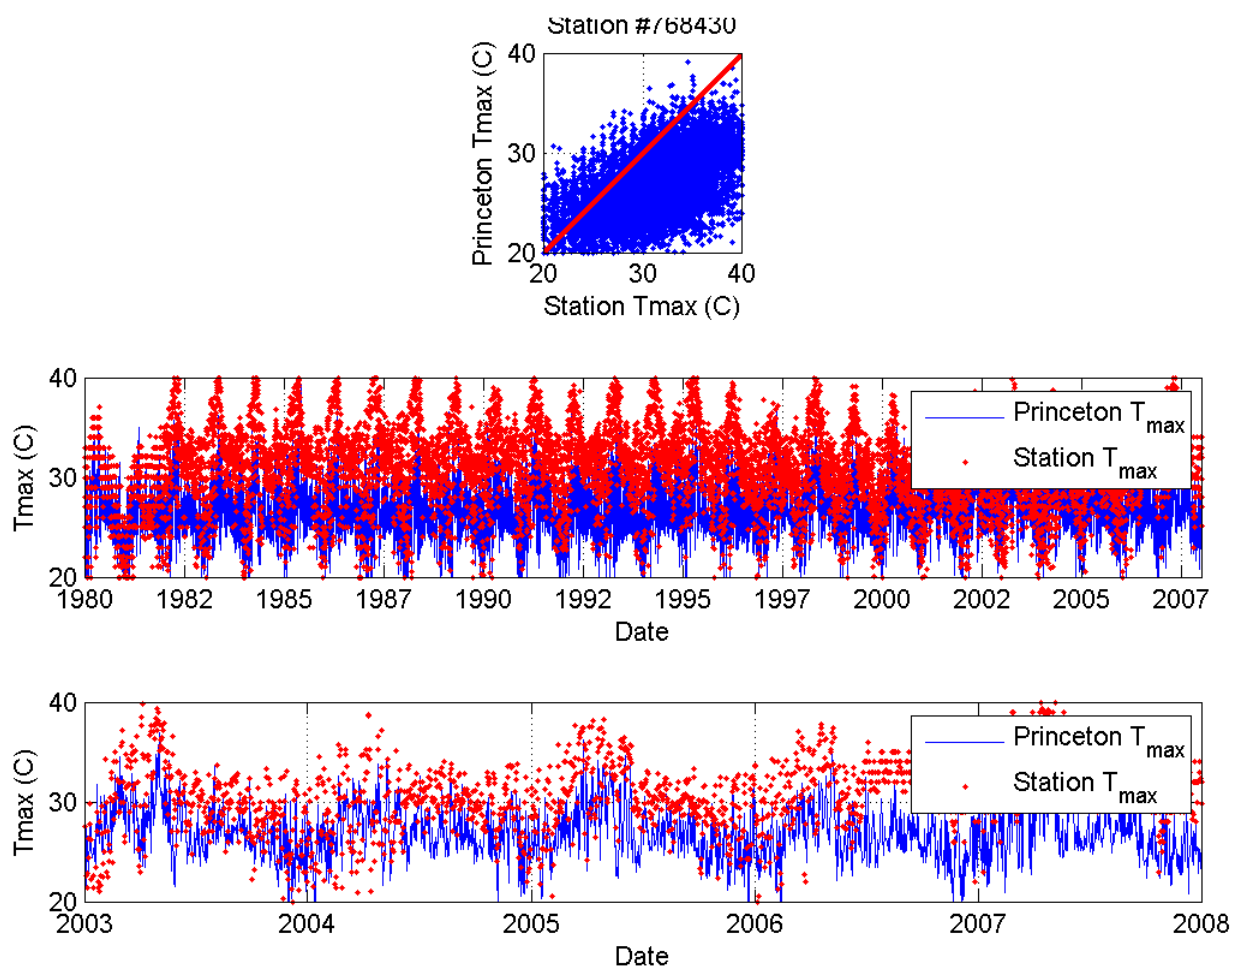 Station #768430
40
30
20
20 30 40
Princeton Tmax (C)
Station Tmax (C)
40
30
20
1980 1982 1985 1987 1990 1992 1995 1997 2000 2002 2005 2007
Tmax (C)
Date
Princeton Tmax
Station Tmax
40
30
20
2003 2004 2005 2006 2007 2008
Tmax (C)
Date
Princeton Tmax
Station Tmax